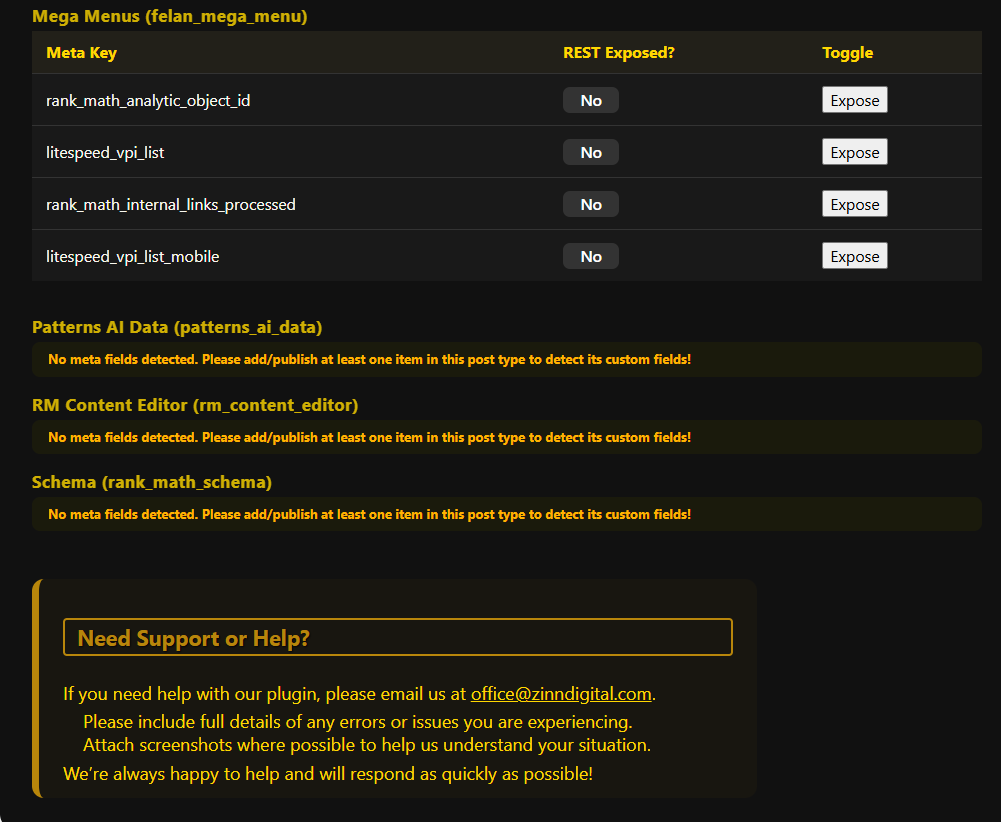 Mega Menus (felan_mega_menu)
Meta Key REST Exposed? Toggle
rank_math_analytic_object_id No Expose
litespeed_vpi_list No Expose
rank_math_internal_links_processed No Expose
litespeed_vpi_list_mobile No Expose
Patterns AI Data (patterns_ai_data)
No meta fields detected. Please add/publish at least one item in this post type to detect its custom fields!
RM Content Editor (rm_content_editor)
No meta fields detected. Please add/publish at least one item in this post type to detect its custom fields!
Schema (rank_math_schema)
No meta fields detected. Please add/publish at least one item in this post type to detect its custom fields!
Need Support or Help?
If you need help with our plugin, please email us at office@zinndigital.com.
Please include full details of any errors or issues you are experiencing.
Attach screenshots where possible to help us understand your situation.
We’re always happy to help and will respond as quickly as possible!